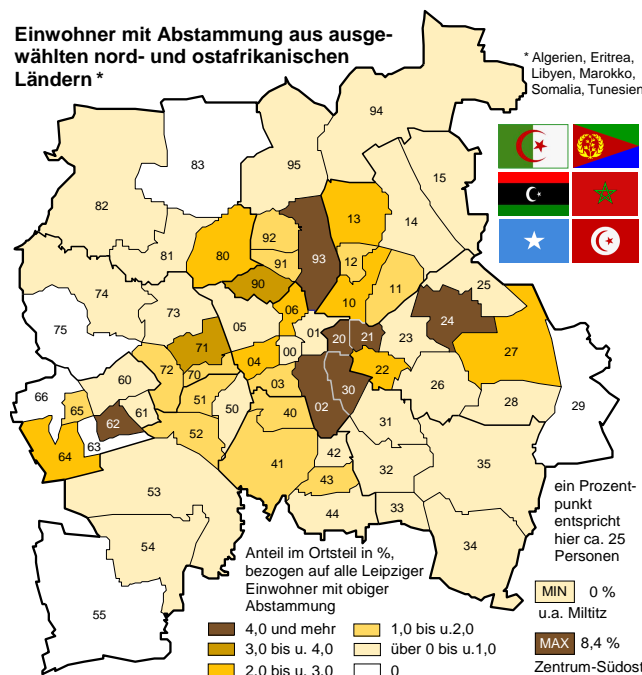 Einwohner mit Abstammung aus ausge-
wählten nord- und ostafrikanischen
Ländern *
* Algerien, Eritrea,
Libyen, Marokko,
Somalia, Tunesien
94
83
95
15
82
13
14
92
80
81
93
12
91
25
74
90
11
10
06
73
24
75
05
01
20
21
23
71
00
27
04
72
22
60
70
26
66
03
30
65
61
51
50
02
28
29
62
40
31
63
52
64
42
41
35
32
43
53
33
44
34
54
55
ein Prozent-
punkt
entspricht
hier ca. 25
Personen
Anteil im Ortsteil in %,
bezogen auf alle Leipziger
Einwohner mit obiger
Abstammung
4,0 und mehr
3,0 bis u. 4,0
2,0 bis u. 3,0
1,0 bis u.2,0
über 0 bis u.1,0
0
MIN 0 %
u.a. Miltitz
MAX 8,4 %
Zentrum-Südost